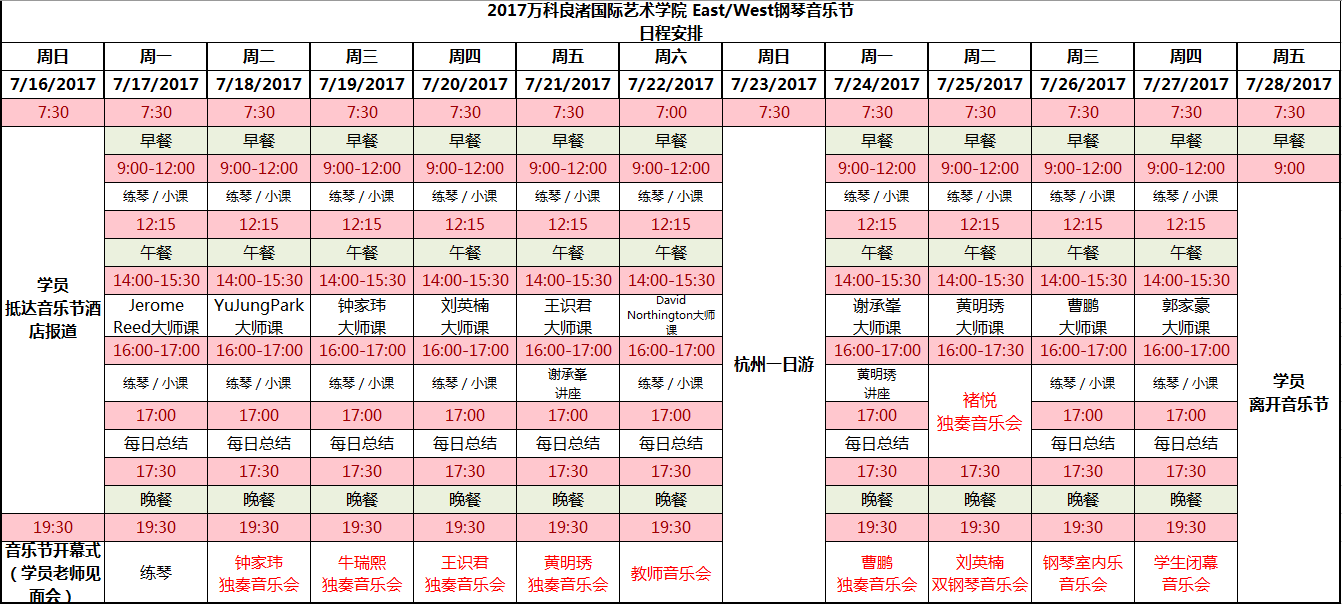 2017万科良渚国际艺术学院 East/West钢琴音乐节
日程安排
周日 周一 周二 周三 周四 周五 周六 周日 周一 周二 周三 周四 周五
7/16/2017 7/17/2017 7/18/2017 7/19/2017 7/20/2017 7/21/2017 7/22/2017 7/23/2017 7/24/2017 7/25/2017 7/26/2017 7/27/2017 7/28/2017
7:30 7:30 7:30 7:30 7:30 7:30 7:00 7:30 7:30 7:30 7:30 7:30 7:30
早餐 早餐 早餐 早餐 早餐 早餐 早餐 早餐 早餐 早餐 早餐
9:00-12:00 9:00-12:00 9:00-12:00 9:00-12:00 9:00-12:00 9:00-12:00 9:00-12:00 9:00-12:00 9:00-12:00 9:00-12:00 9:00
练琴 / 小课 练琴 / 小课 练琴 / 小课 练琴 / 小课 练琴 / 小课 练琴 / 小课 练琴 / 小课 练琴 / 小课 练琴 / 小课 练琴 / 小课
12:15 12:15 12:15 12:15 12:15 12:15 12:15 12:15 12:15 12:15
午餐 午餐 午餐 午餐 午餐 午餐 午餐 午餐 午餐 午餐
14:00-15:30 14:00-15:30 14:00-15:30 14:00-15:30 14:00-15:30 14:00-15:30 14:00-15:30 14:00-15:30 14:00-15:30 14:00-15:30
学员
抵达音乐节酒
店报道
Jerome
Reed大师课
YuJungPark
大师课
钟家玮
大师课
刘英楠
大师课
王识君
大师课
David
Northington大师
课
杭州一日游
谢承峯
大师课
黄明琇
大师课
曹鹏
大师课
郭家豪
大师课
学员
离开音乐节
16:00-17:00 16:00-17:00 16:00-17:00 16:00-17:00 16:00-17:00 16:00-17:00 16:00-17:00 16:00-17:30 16:00-17:00 16:00-17:00
练琴 / 小课 练琴 / 小课 练琴 / 小课 练琴 / 小课
谢承峯
讲座
练琴 / 小课
黄明琇
讲座
褚悦
独奏音乐会
练琴 / 小课 练琴 / 小课
17:00 17:00 17:00 17:00 17:00 17:00 17:00 17:00 17:00
每日总结 每日总结 每日总结 每日总结 每日总结 每日总结 每日总结 每日总结 每日总结
17:30 17:30 17:30 17:30 17:30 17:30 17:30 17:30 17:30 17:30
晚餐 晚餐 晚餐 晚餐 晚餐 晚餐 晚餐 晚餐 晚餐 晚餐
19:30 19:30 19:30 19:30 19:30 19:30 19:30 19:30 19:30 19:30 19:30
音乐节开幕式
（学员老师见
面会）
练琴
钟家玮
独奏音乐会
牛瑞熙
独奏音乐会
王识君
独奏音乐会
黄明琇
独奏音乐会
教师音乐会
曹鹏
独奏音乐会
刘英楠
双钢琴音乐会
钢琴室内乐
音乐会
学生闭幕
音乐会